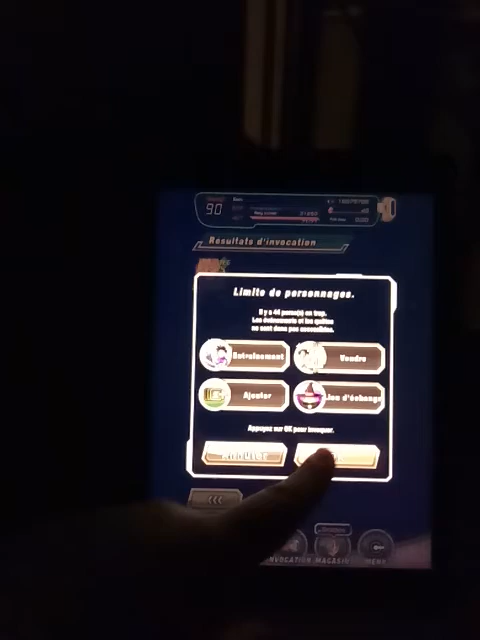 90
Résultats d'invocation
Limite de personnages.
Il y a 44 perso(s) en trop.
Les événements et les quêtes
ne sont donc pas accessibles.
Entraînement
Vendre
Ajouter
Lieu d'échange
Appuyez sur OK pour invoquer.
ANNULER
INVOCATION
MAGASIN
MENU